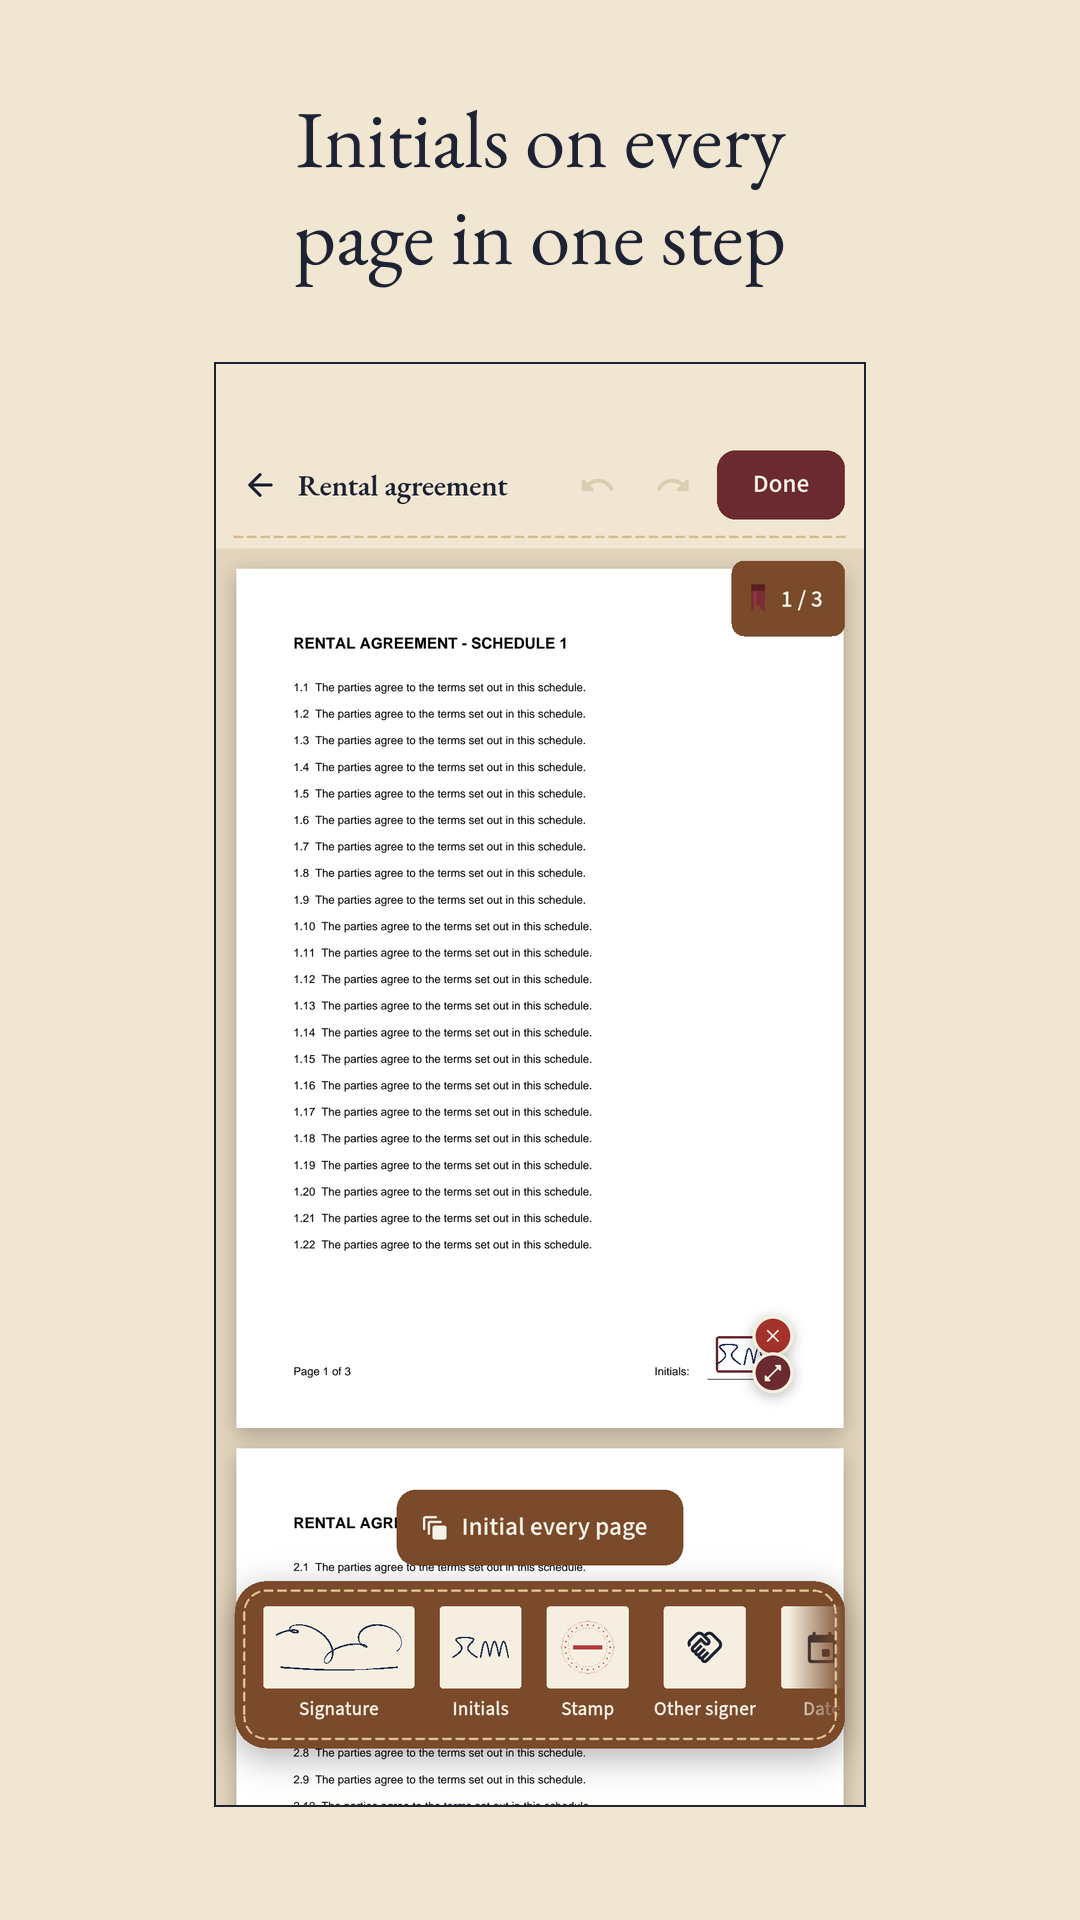 Initials on every
page in one step
Rental agreement
Done
1 / 3
RENTAL AGREEMENT - SCHEDULE 1
1.1 The parties agree to the terms set out in this schedule.
1.2 The parties agree to the terms set out in this schedule.
1.3 The parties agree to the terms set out in this schedule.
1.4 The parties agree to the terms set out in this schedule.
1.5 The parties agree to the terms set out in this schedule.
1.6 The parties agree to the terms set out in this schedule.
1.7 The parties agree to the terms set out in this schedule.
1.8 The parties agree to the terms set out in this schedule.
1.9 The parties agree to the terms set out in this schedule.
1.10 The parties agree to the terms set out in this schedule.
1.11 The parties agree to the terms set out in this schedule.
1.12 The parties agree to the terms set out in this schedule.
1.13 The parties agree to the terms set out in this schedule.
1.14 The parties agree to the terms set out in this schedule.
1.15 The parties agree to the terms set out in this schedule.
1.16 The parties agree to the terms set out in this schedule.
1.17 The parties agree to the terms set out in this schedule.
1.18 The parties agree to the terms set out in this schedule.
1.19 The parties agree to the terms set out in this schedule.
1.20 The parties agree to the terms set out in this schedule.
1.21 The parties agree to the terms set out in this schedule.
1.22 The parties agree to the terms set out in this schedule.
Page 1 of 3
Initials:
RENTAL AGR
Initial every page
2.1 The parties agree to the terms set out in this schedule.
Signature
Initials
Stamp
Other signer
Date
2.8 The parties agree to the terms set out in this schedule.
2.9 The parties agree to the terms set out in this schedule.
2.10 The parties agree to the terms set out in this schedule.